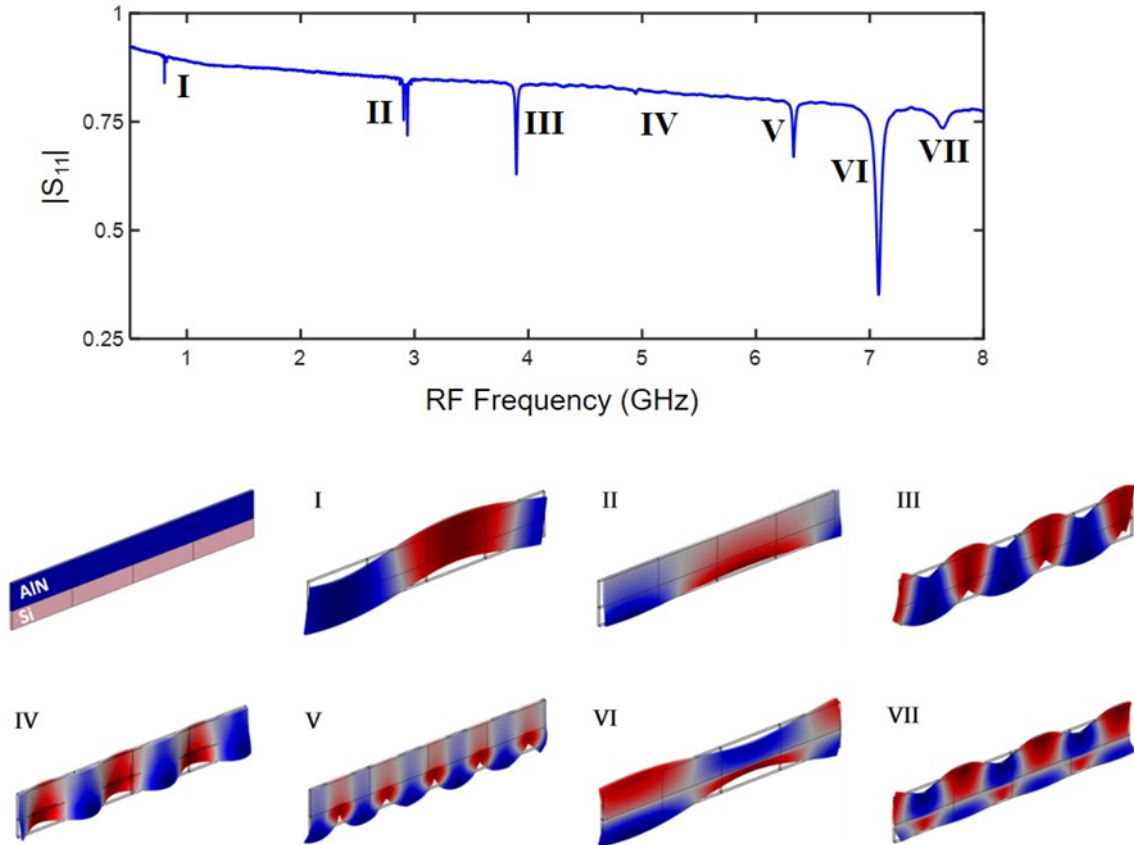 1
I
II
III
IV
V
VI
VII
0.75
0.5
0.25
|S₁₁|
1 2 3 4 5 6 7 8
RF Frequency (GHz)
I II III
AlN
Si
IV V VI VII